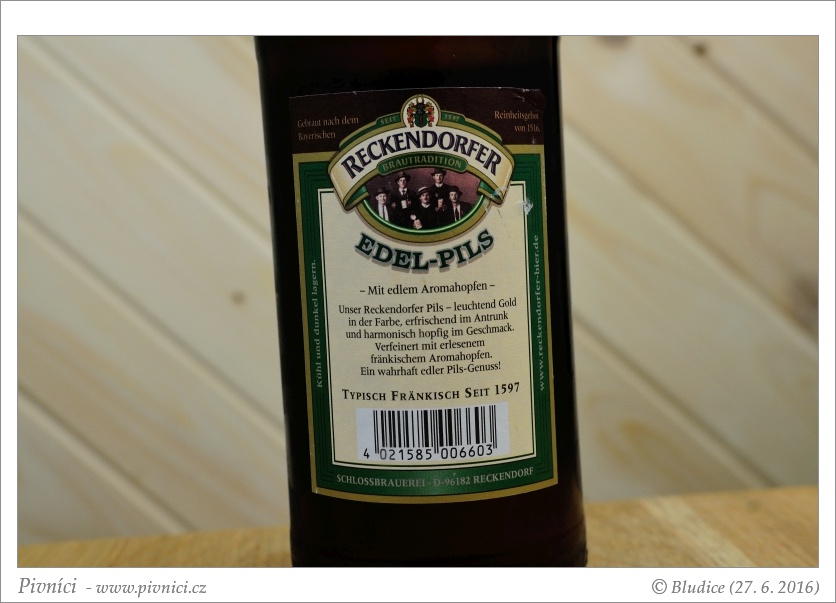 Gebraut nach dem
Bayerischen
Reinheitsgebot
von 1516.
SEIT 1597
RECKENDORFER
BRAUTRADITION
EDEL-PILS
– Mit edlem Aromahopfen –
Unser Reckendorfer Pils – leuchtend Gold
in der Farbe, erfrischend im Antrunk
und harmonisch hopfig im Geschmack.
Verfeinert mit erlesenem
fränkischem Aromahopfen.
Ein wahrhaft edler Pils-Genuss!
TYPISCH FRÄNKISCH SEIT 1597
4 021585 006603
SCHLOSSBRAUEREI · D-96182 RECKENDORF
Kühl und dunkel lagern.
www.reckendorfer-bier.de
Pivníci - www.pivnici.cz
© Bludice (27. 6. 2016)